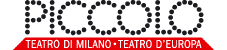 PICCOLO
TEATRO DI MILANO • TEATRO D'EUROPA